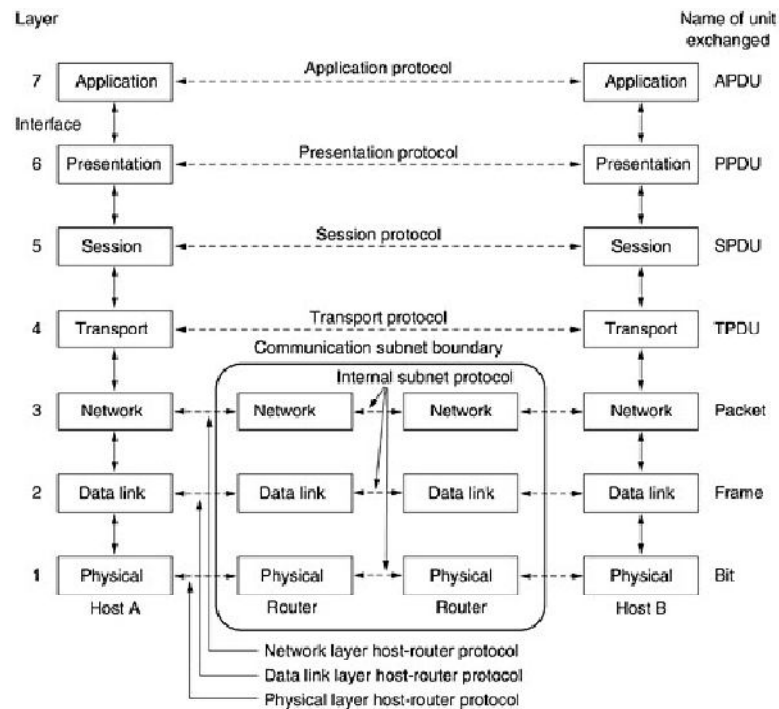 Layer
Name of unit exchanged
Application protocol
7 Application Application APDU
Interface
Presentation protocol
6 Presentation Presentation PPDU
Session protocol
5 Session Session SPDU
Transport protocol
4 Transport Transport TPDU
Communication subnet boundary
Internal subnet protocol
3 Network Network Network Network Packet
2 Data link Data link Data link Data link Frame
1 Physical Physical Physical Physical Bit
Host A Router Router Host B
Network layer host-router protocol
Data link layer host-router protocol
Physical layer host-router protocol